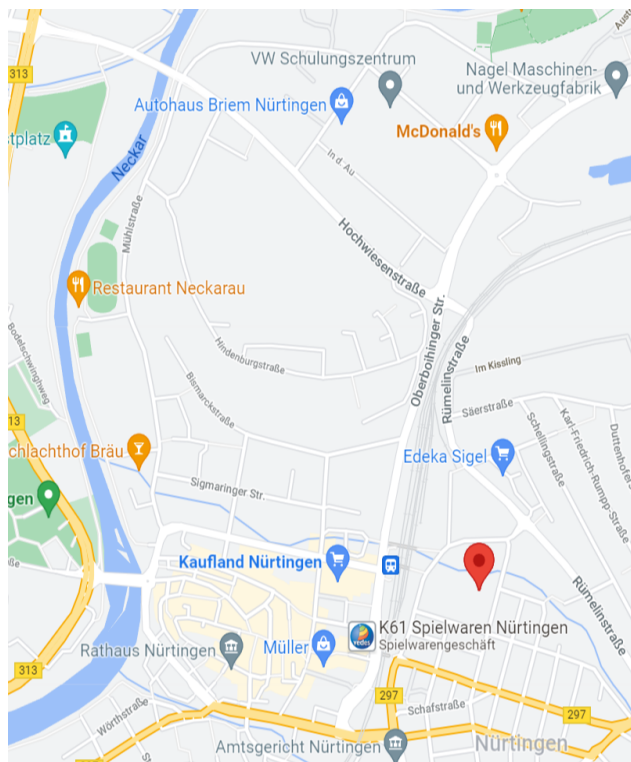 VW Schulungszentrum
Nagel Maschinen-
und Werkzeugfabrik
313
Autohaus Briem Nürtingen
McDonald's
stplatz
Neckar
In d. Au
Mühlstraße
Hochwiesenstraße
Restaurant Neckarau
Oberboihinger Str.
Rümelinstraße
Bodelschwinghweg
Hindenburgstraße
Im Kissling
Bismarckstraße
Säerstraße
Schellingstraße
Karl-Friedrich-Rumpp-Straße
Duttenhofers
13
chlachthof Bräu
Edeka Sigel
Sigmaringer Str.
gen
Kaufland Nürtingen
Rümelinstraße
vedes
K61 Spielwaren Nürtingen
Spielwarengeschäft
Rathaus Nürtingen
Müller
313
297
Schafstraße
297
Wörthstraße
Amtsgericht Nürtingen
Nürtingen